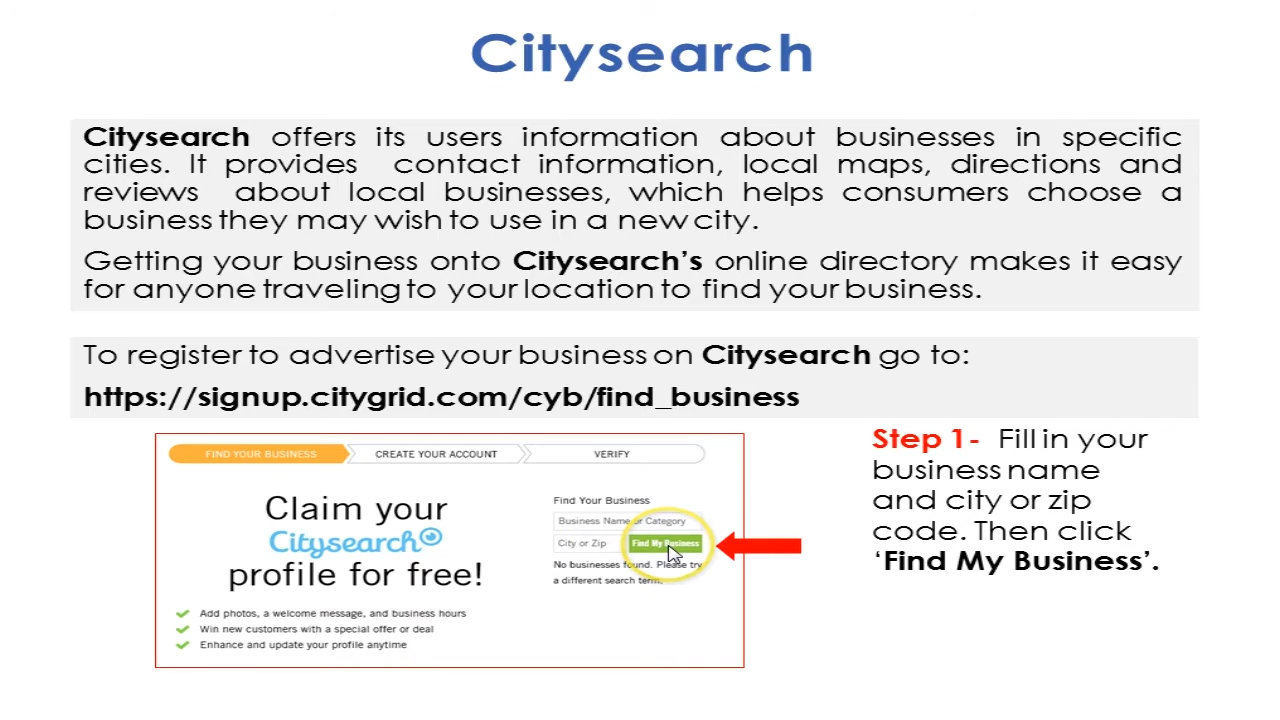 Citysearch
Citysearch offers its users information about businesses in specific
cities. It provides contact information, local maps, directions and
reviews about local businesses, which helps consumers choose a
business they may wish to use in a new city.
Getting your business onto Citysearch’s online directory makes it easy
for anyone traveling to your location to find your business.
To register to advertise your business on Citysearch go to:
https://signup.citygrid.com/cyb/find_business
FIND YOUR BUSINESS
CREATE YOUR ACCOUNT
VERIFY
Claim your
Citysearch
profile for free!
Add photos, a welcome message, and business hours
Win new customers with a special offer or deal
Enhance and update your profile anytime
Find Your Business
Business Name or Category
City or Zip
Find My Business
No businesses found. Please try
a different search term.
Step 1- Fill in your
business name
and city or zip
code. Then click
‘Find My Business’.